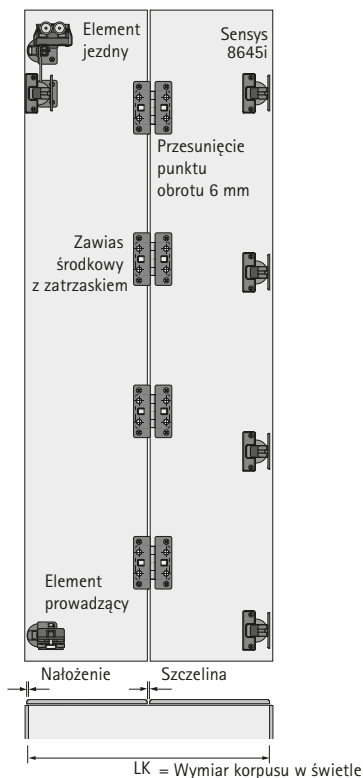 Element
jezdny
Sensys
8645i
Przesunięcie
punktu
obrotu 6 mm
Zawias
środkowy
z zatrzaskiem
Element
prowadzący
Nałożenie
Szczelina
LK = Wymiar korpusu w świetle